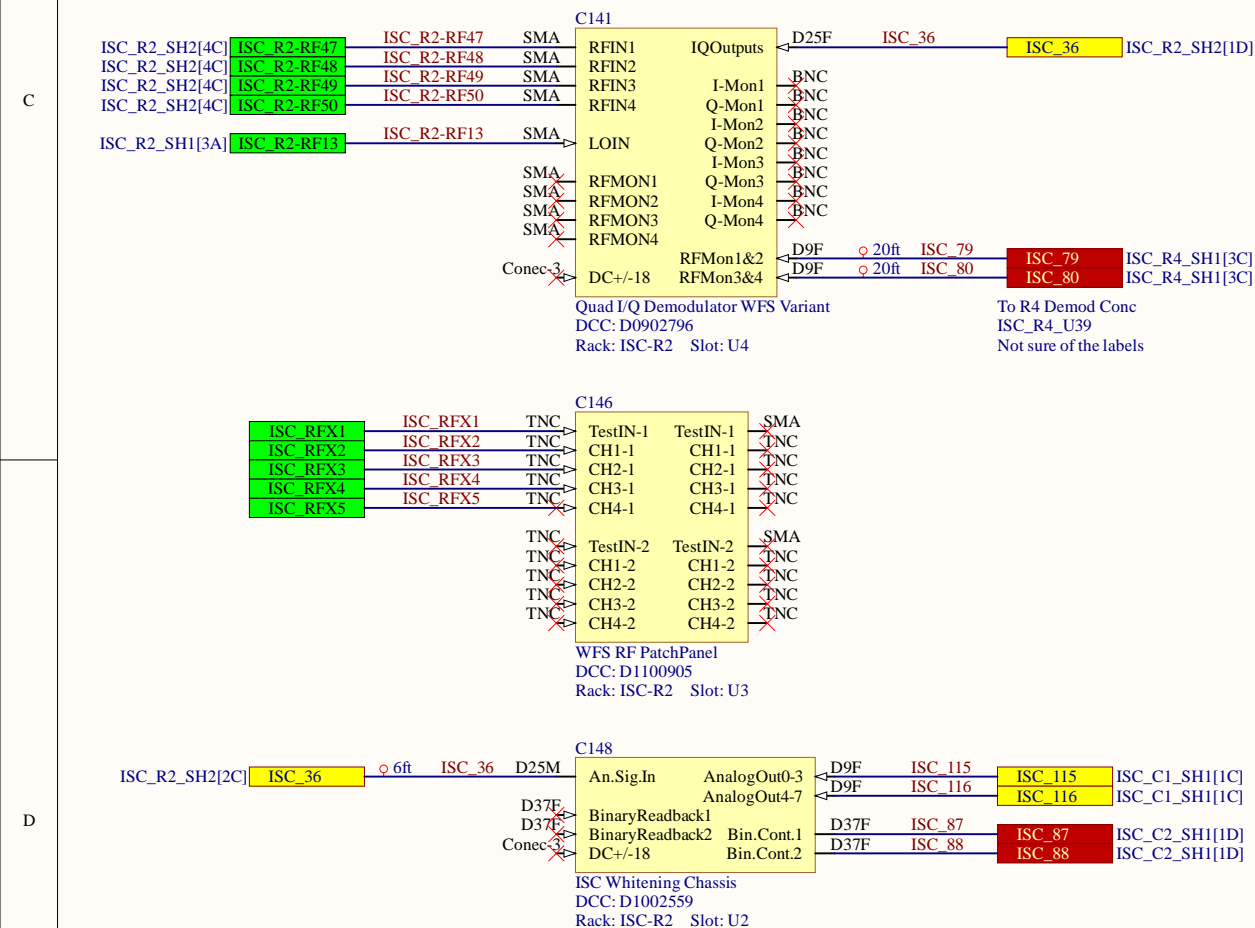 C141
ISC_R2_SH2[4C] ISC_R2-RF47 ISC_R2-RF47 SMA RFIN1 IQOutputs D25F ISC_36 ISC_36 ISC_R2_SH2[1D]
ISC_R2_SH2[4C] ISC_R2-RF48 ISC_R2-RF48 SMA RFIN2
ISC_R2_SH2[4C] ISC_R2-RF49 ISC_R2-RF49 SMA RFIN3 I-Mon1 BNC
C
ISC_R2_SH2[4C] ISC_R2-RF50 ISC_R2-RF50 SMA RFIN4 Q-Mon1 BNC
I-Mon2 BNC
ISC_R2_SH1[3A] ISC_R2-RF13 ISC_R2-RF13 SMA LOIN Q-Mon2 BNC
I-Mon3 BNC
SMA RFMON1 Q-Mon3 BNC
SMA RFMON2 I-Mon4 BNC
SMA RFMON3 Q-Mon4 BNC
SMA RFMON4
RFMon1&2 D9F 20ft ISC_79 ISC_79 ISC_R4_SH1[3C]
Conec-3 DC+/-18 RFMon3&4 D9F 20ft ISC_80 ISC_80 ISC_R4_SH1[3C]
Quad I/Q Demodulator WFS Variant To R4 Demod Conc
DCC: D0902796 ISC_R4_U39
Rack: ISC-R2 Slot: U4 Not sure of the labels
C146
ISC_RFX1 ISC_RFX1 TNC TestIN-1 TestIN-1 SMA
ISC_RFX2 ISC_RFX2 TNC CH1-1 CH1-1 TNC
ISC_RFX3 ISC_RFX3 TNC CH2-1 CH2-1 TNC
ISC_RFX4 ISC_RFX4 TNC CH3-1 CH3-1 TNC
ISC_RFX5 ISC_RFX5 TNC CH4-1 CH4-1 TNC
TNC TestIN-2 TestIN-2 SMA
TNC CH1-2 CH1-2 TNC
TNC CH2-2 CH2-2 TNC
TNC CH3-2 CH3-2 TNC
TNC CH4-2 CH4-2 TNC
WFS RF PatchPanel
DCC: D1100905
Rack: ISC-R2 Slot: U3
C148
ISC_R2_SH2[2C] ISC_36 6ft ISC_36 D25M An.Sig.In AnalogOut0-3 D9F ISC_115 ISC_115 ISC_C1_SH1[1C]
AnalogOut4-7 D9F ISC_116 ISC_116 ISC_C1_SH1[1C]
D
D37F BinaryReadback1
D37F BinaryReadback2 Bin.Cont.1 D37F ISC_87 ISC_87 ISC_C2_SH1[1D]
Conec-3 DC+/-18 Bin.Cont.2 D37F ISC_88 ISC_88 ISC_C2_SH1[1D]
ISC Whitening Chassis
DCC: D1002559
Rack: ISC-R2 Slot: U2